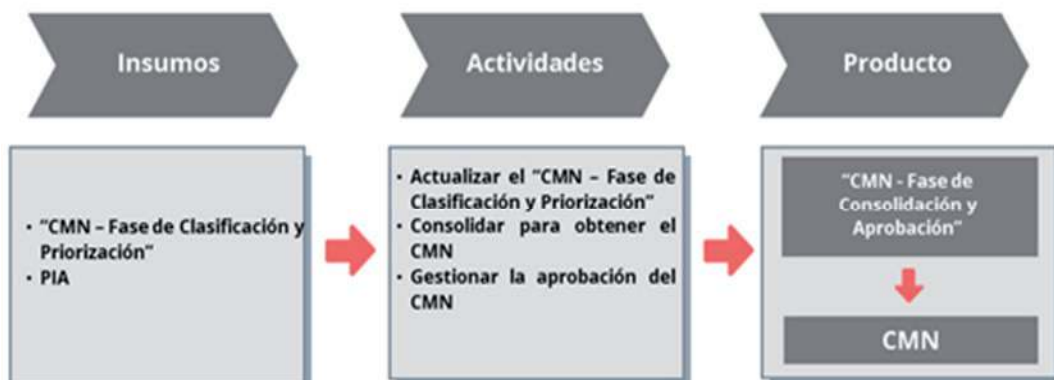 Insumos
Actividades
Producto
• "CMN – Fase de Clasificación y
Priorización"
• PIA
• Actualizar el "CMN – Fase de
Clasificación y Priorización"
• Consolidar para obtener el
CMN
• Gestionar la aprobación del
CMN
"CMN - Fase de
Consolidación y
Aprobación"
CMN